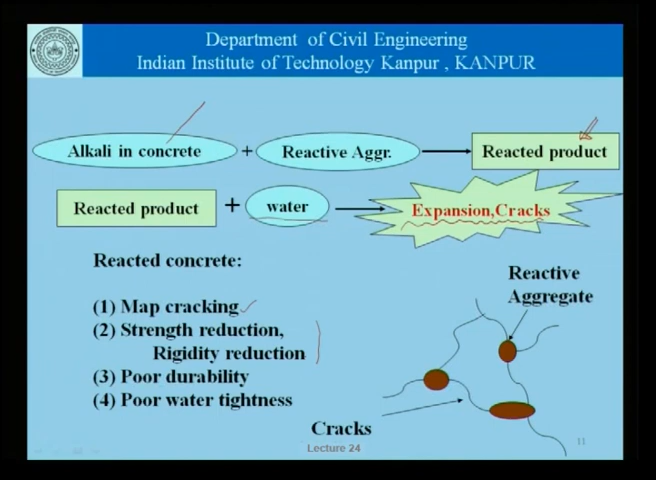 Department of Civil Engineering
Indian Institute of Technology Kanpur , KANPUR
Alkali in concrete + Reactive Aggr. Reacted product
Reacted product + water Expansion,Cracks
Reacted concrete:
(1) Map cracking
(2) Strength reduction,
Rigidity reduction
(3) Poor durability
(4) Poor water tightness
Reactive
Aggregate
Cracks
Lecture 24
11